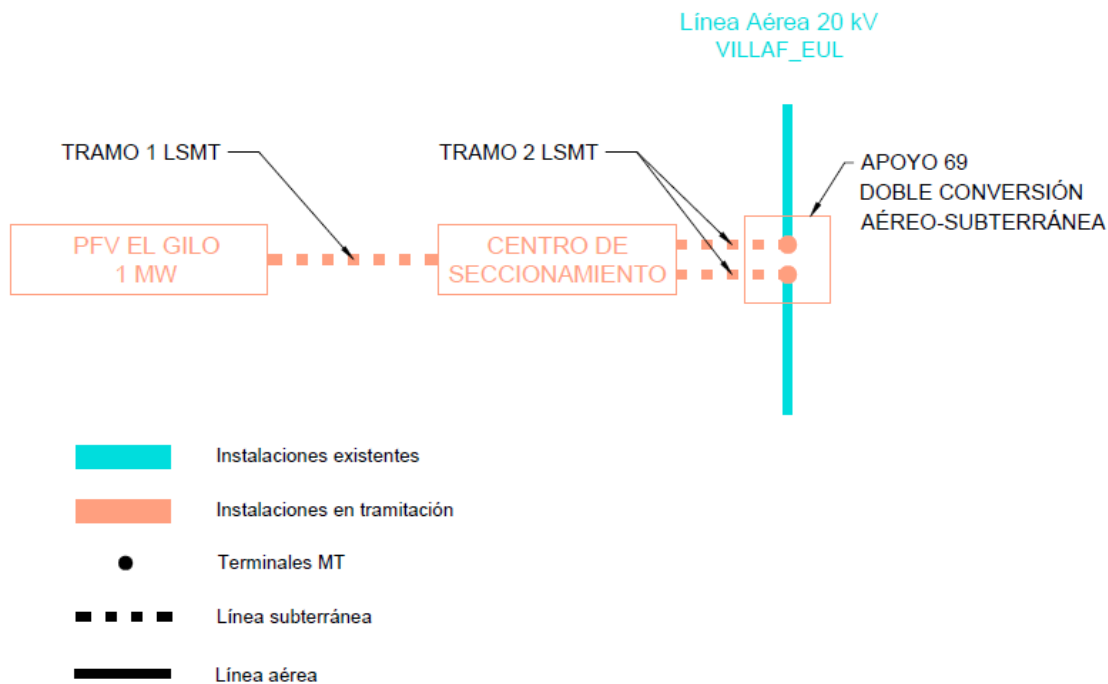 Línea Aérea 20 kV
VILLAF_EUL
TRAMO 1 LSMT
TRAMO 2 LSMT
APOYO 69
DOBLE CONVERSIÓN
AÉREO-SUBTERRÁNEA
PFV EL GILO
1 MW
CENTRO DE
SECCIONAMIENTO
Instalaciones existentes
Instalaciones en tramitación
Terminales MT
Línea subterránea
Línea aérea